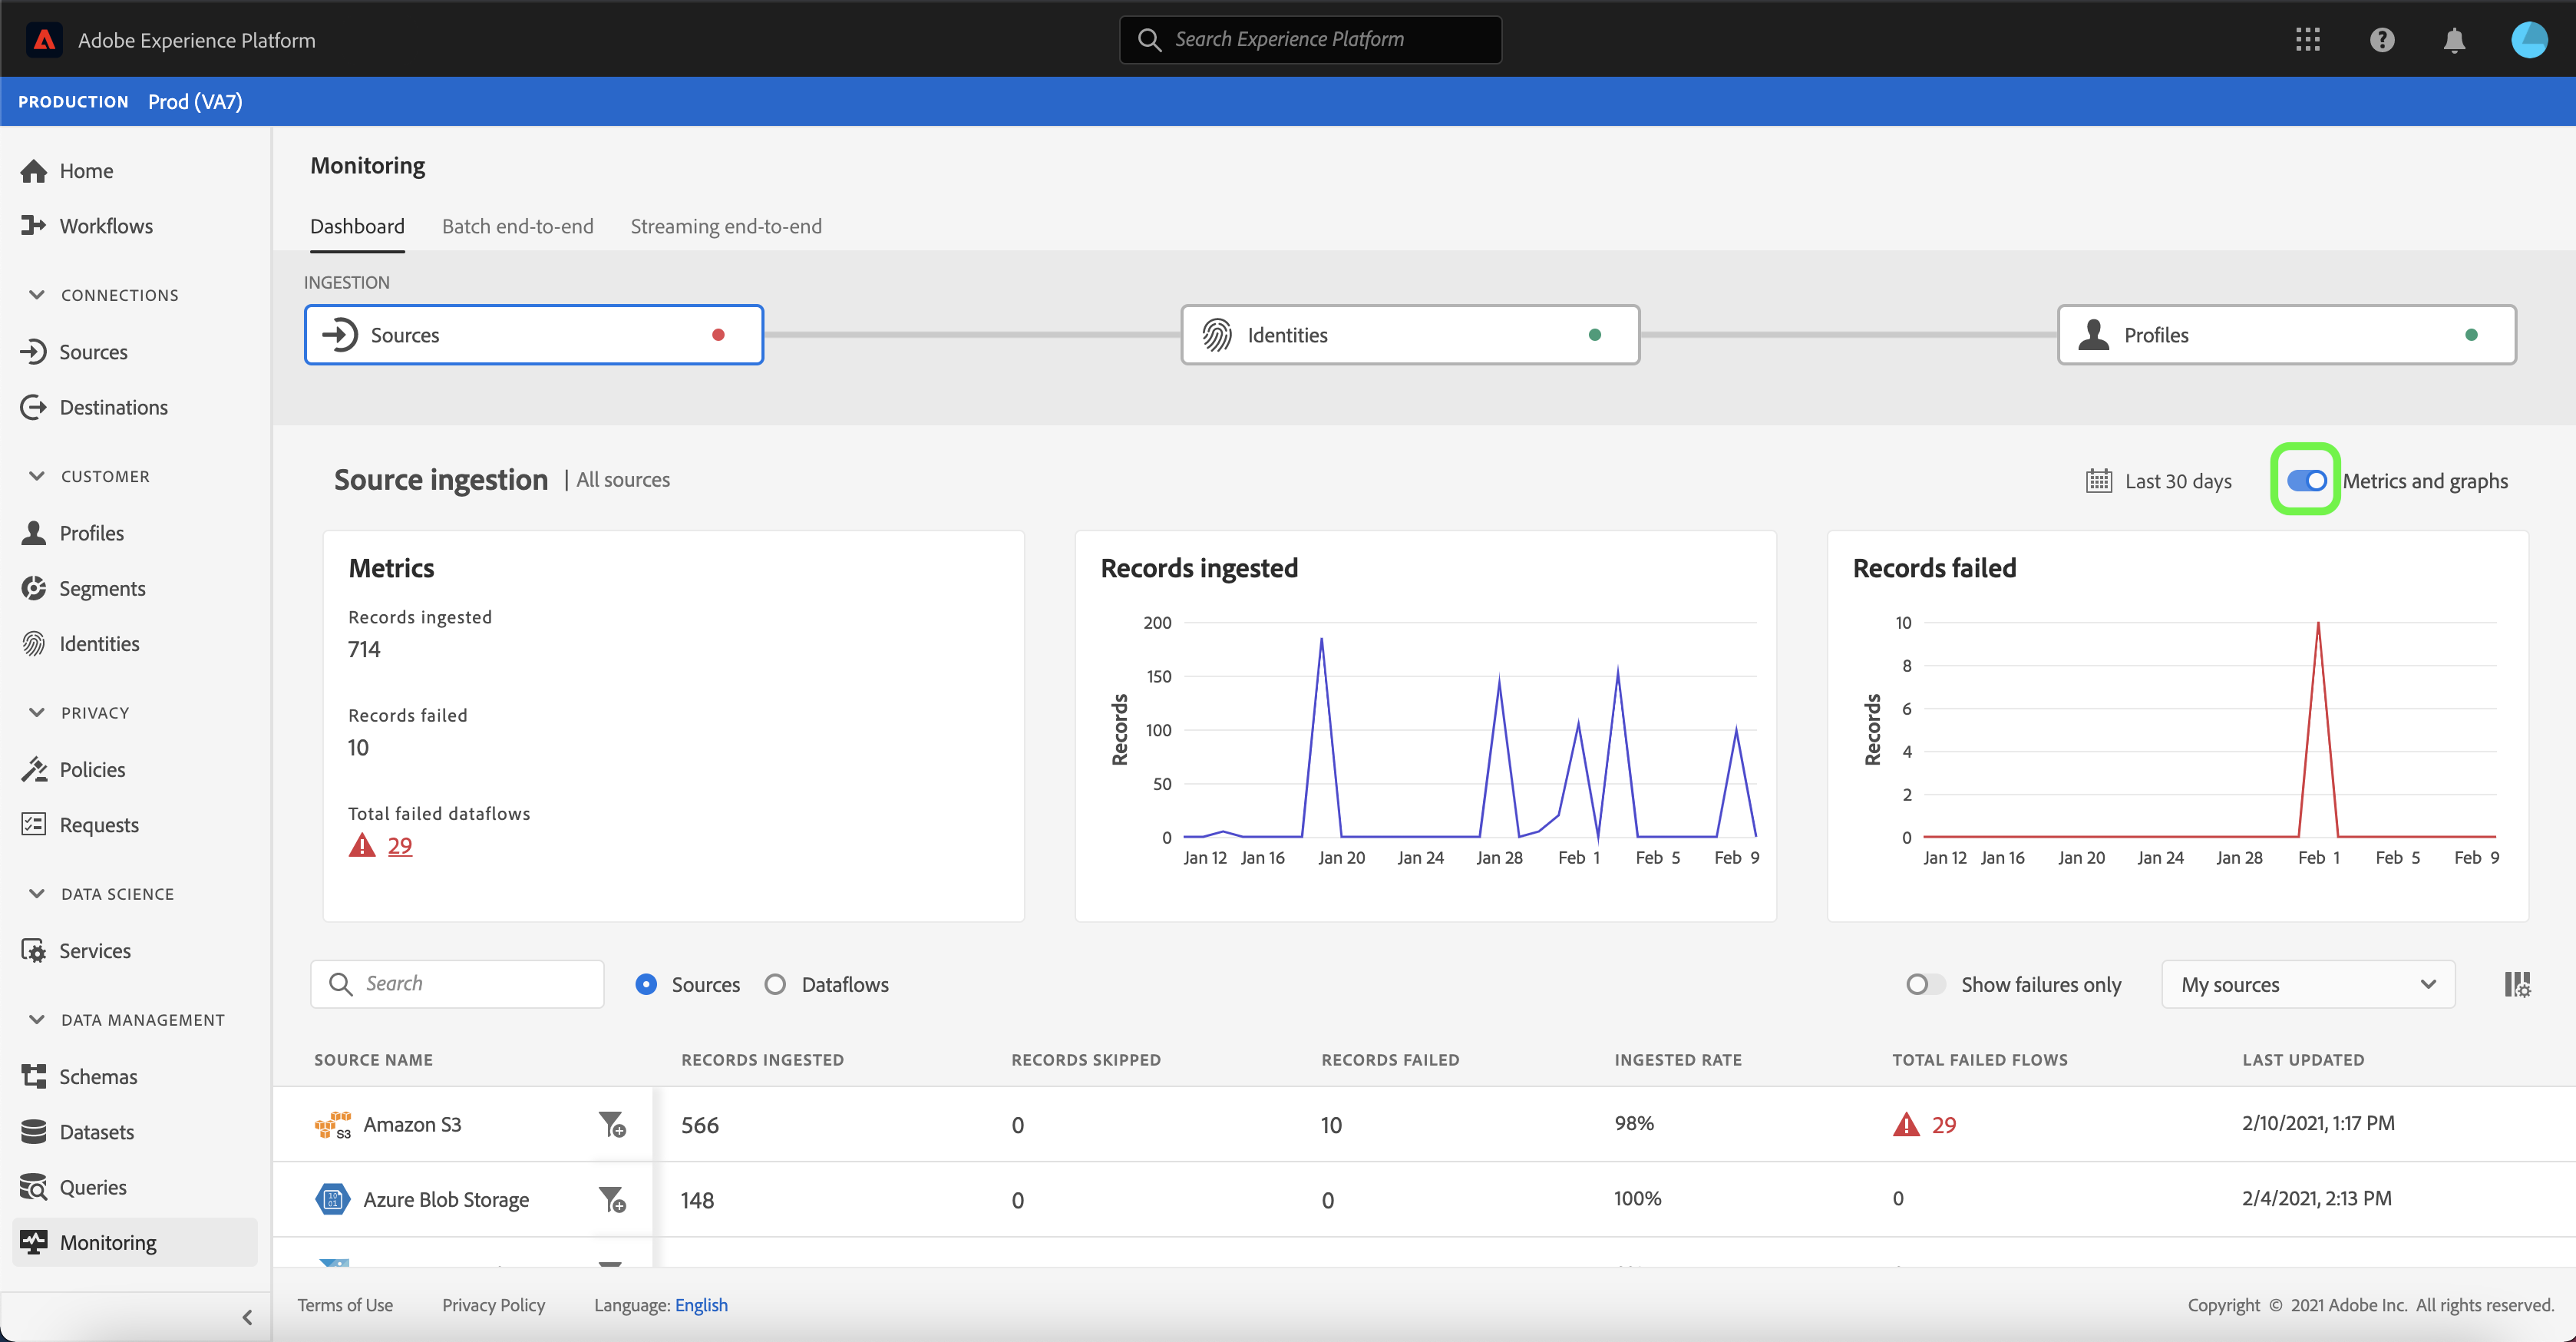 Adobe Experience Platform
Search Experience Platform
PRODUCTION Prod (VA7)
Home
Workflows
CONNECTIONS
Sources
Destinations
CUSTOMER
Profiles
Segments
Identities
PRIVACY
Policies
Requests
DATA SCIENCE
Services
DATA MANAGEMENT
Schemas
Datasets
Queries
Monitoring
Monitoring
Dashboard Batch end-to-end Streaming end-to-end
INGESTION
Sources Identities Profiles
Source ingestion | All sources Last 30 days Metrics and graphs
Metrics
Records ingested
714
Records failed
10
Total failed dataflows
29
Records ingested
Records
200
150
100
50
0
Jan 12 Jan 16 Jan 20 Jan 24 Jan 28 Feb 1 Feb 5 Feb 9
Records failed
Records
10
8
6
4
2
0
Jan 12 Jan 16 Jan 20 Jan 24 Jan 28 Feb 1 Feb 5 Feb 9
Search Sources Dataflows Show failures only My sources
SOURCE NAME RECORDS INGESTED RECORDS SKIPPED RECORDS FAILED INGESTED RATE TOTAL FAILED FLOWS LAST UPDATED
S3 Amazon S3 566 0 10 98% 29 2/10/2021, 1:17 PM
Azure Blob Storage 148 0 0 100% 0 2/4/2021, 2:13 PM
Terms of Use Privacy Policy Language: English Copyright © 2021 Adobe Inc. All rights reserved.